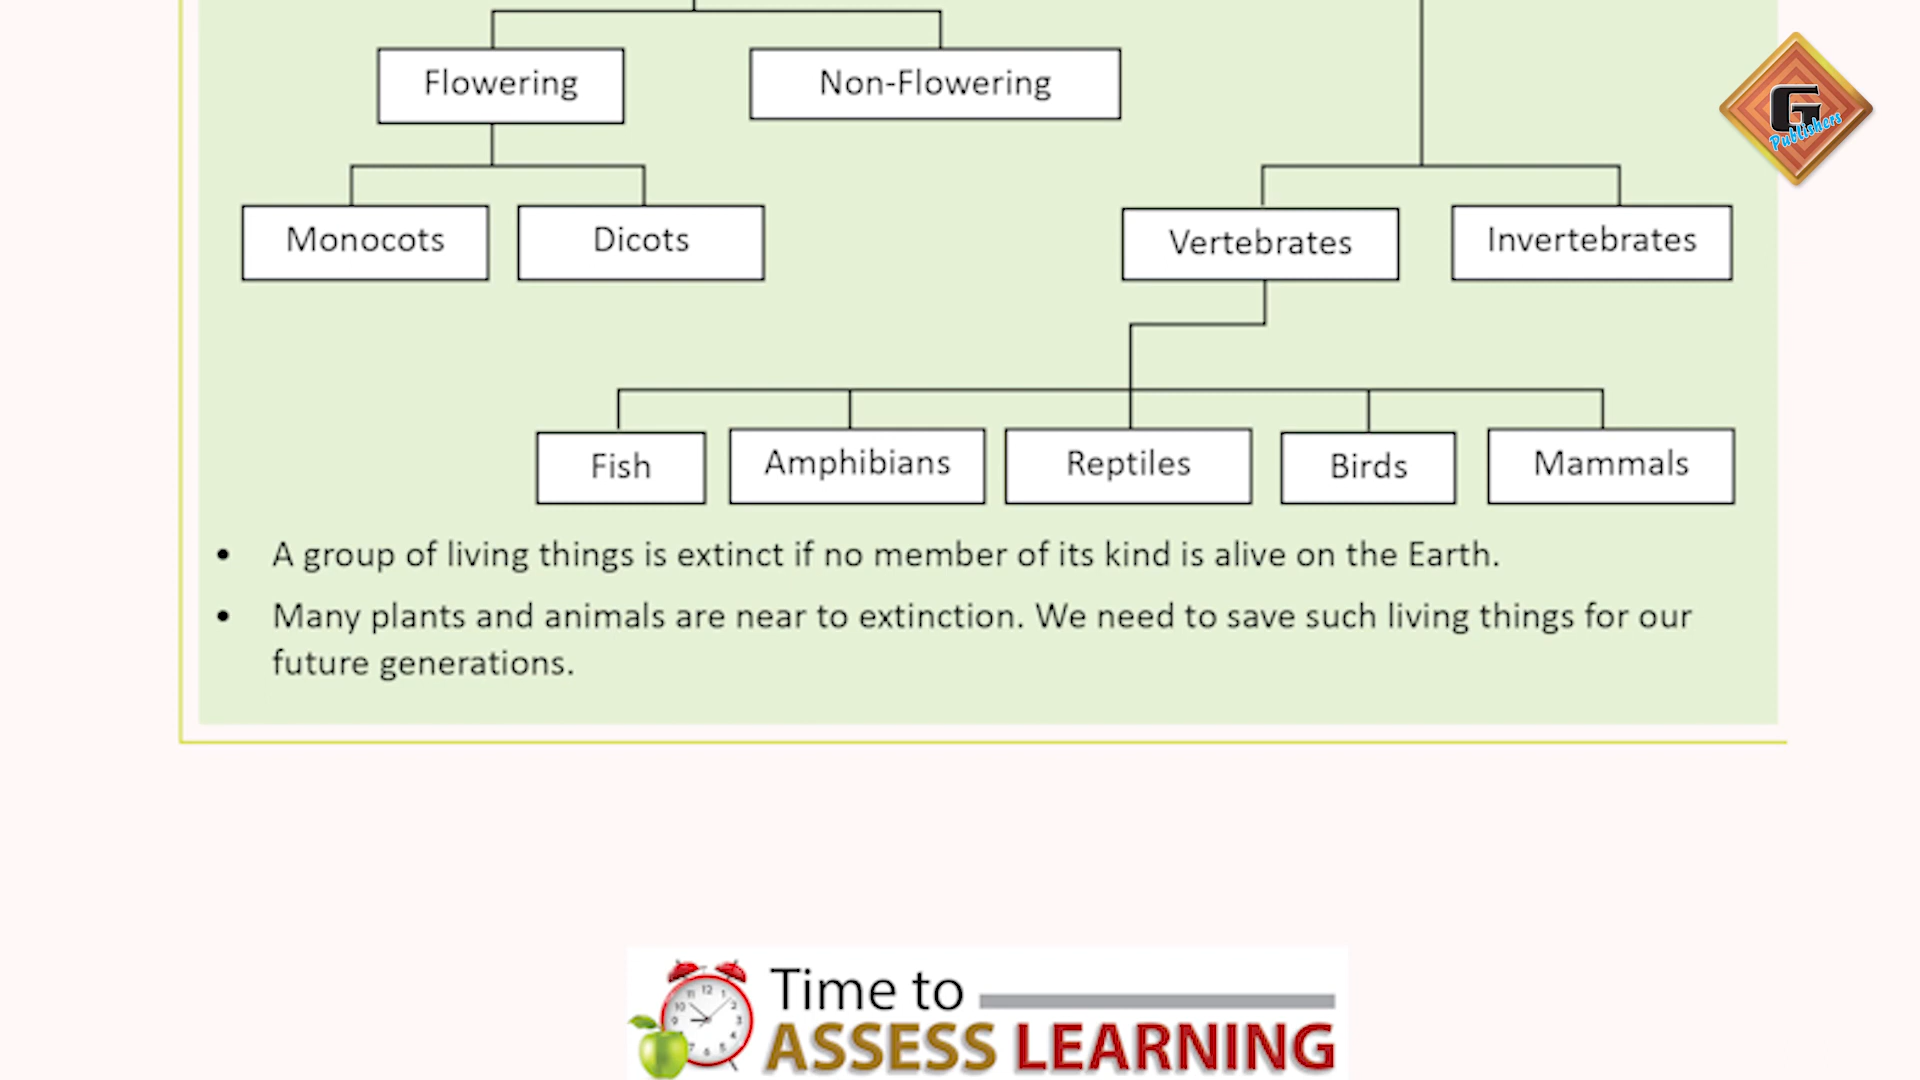 Flowering
Non-Flowering
Monocots
Dicots
Vertebrates
Invertebrates
Fish
Amphibians
Reptiles
Birds
Mammals
• A group of living things is extinct if no member of its kind is alive on the Earth.
• Many plants and animals are near to extinction. We need to save such living things for our
future generations.
G
Publishers
Time to
ASSESS LEARNING